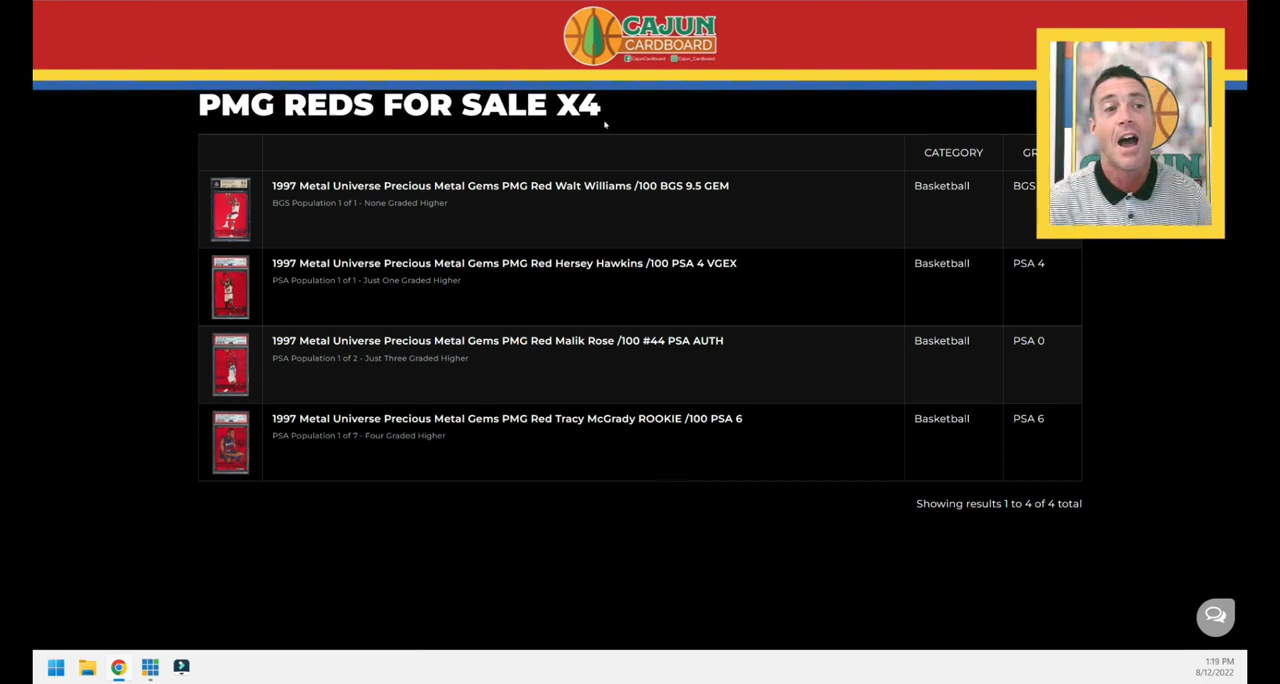 CAJUN
CARDBOARD
CajunCardboard Cajun_Cardboard
PMG REDS FOR SALE X4
CATEGORY GR
1997 Metal Universe Precious Metal Gems PMG Red Walt Williams /100 BGS 9.5 GEM Basketball BGS
BGS Population 1 of 1 - None Graded Higher
1997 Metal Universe Precious Metal Gems PMG Red Hersey Hawkins /100 PSA 4 VGEX Basketball PSA 4
PSA Population 1 of 1 - Just One Graded Higher
1997 Metal Universe Precious Metal Gems PMG Red Malik Rose /100 #44 PSA AUTH Basketball PSA 0
PSA Population 1 of 2 - Just Three Graded Higher
1997 Metal Universe Precious Metal Gems PMG Red Tracy McGrady ROOKIE /100 PSA 6 Basketball PSA 6
PSA Population 1 of 7 - Four Graded Higher
Showing results 1 to 4 of 4 total
1:19 PM
8/12/2022